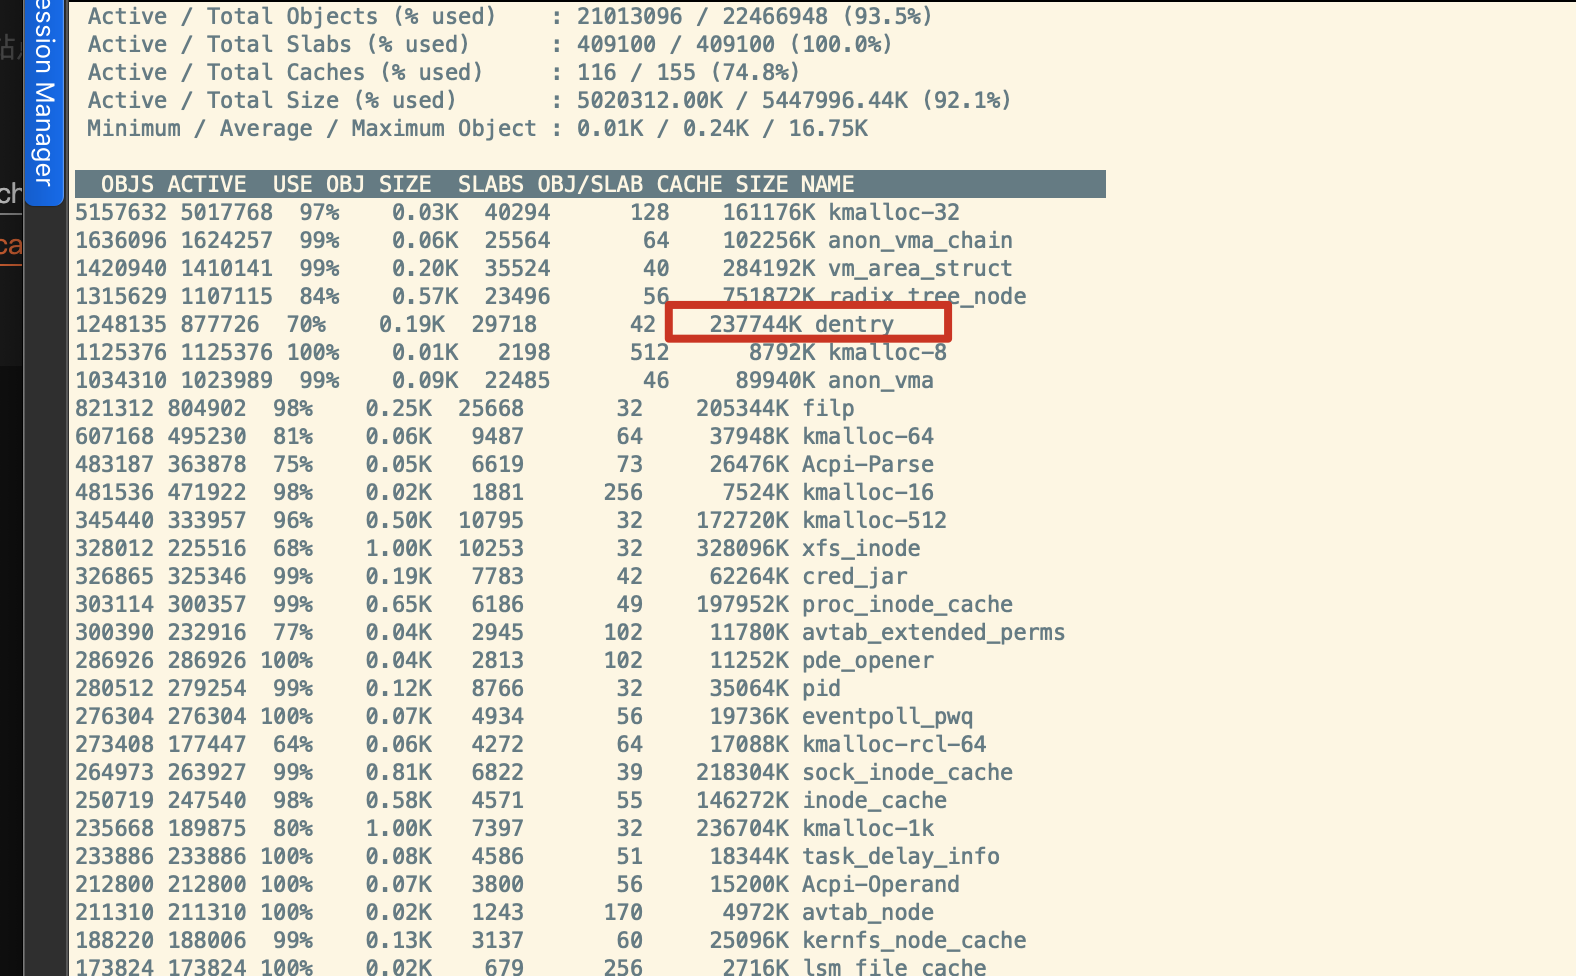 Active / Total Objects (% used)    : 21013096 / 22466948 (93.5%)
Active / Total Slabs (% used)      : 409100 / 409100 (100.0%)
Active / Total Caches (% used)     : 116 / 155 (74.8%)
Active / Total Size (% used)       : 5020312.00K / 5447996.44K (92.1%)
Minimum / Average / Maximum Object : 0.01K / 0.24K / 16.75K
OBJS ACTIVE  USE OBJ SIZE  SLABS OBJ/SLAB CACHE SIZE NAME
5157632 5017768  97%    0.03K  40294      128    161176K kmalloc-32
1636096 1624257  99%    0.06K  25564       64    102256K anon_vma_chain
1420940 1410141  99%    0.20K  35524       40    284192K vm_area_struct
1315629 1107115  84%    0.57K  23496       56    751872K radix_tree_node
1248135 877726  70%    0.19K  29718       42    237744K dentry
1125376 1125376 100%    0.01K   2198      512      8792K kmalloc-8
1034310 1023989  99%    0.09K  22485       46     89940K anon_vma
821312 804902  98%    0.25K  25668       32    205344K filp
607168 495230  81%    0.06K   9487       64     37948K kmalloc-64
483187 363878  75%    0.05K   6619       73     26476K Acpi-Parse
481536 471922  98%    0.02K   1881      256      7524K kmalloc-16
345440 333957  96%    0.50K  10795       32    172720K kmalloc-512
328012 225516  68%    1.00K  10253       32    328096K xfs_inode
326865 325346  99%    0.19K   7783       42     62264K cred_jar
303114 300357  99%    0.65K   6186       49    197952K proc_inode_cache
300390 232916  77%    0.04K   2945      102     11780K avtab_extended_perms
286926 286926 100%    0.04K   2813      102     11252K pde_opener
280512 279254  99%    0.12K   8766       32     35064K pid
276304 276304 100%    0.07K   4934       56     19736K eventpoll_pwq
273408 177447  64%    0.06K   4272       64     17088K kmalloc-rcl-64
264973 263927  99%    0.81K   6822       39    218304K sock_inode_cache
250719 247540  98%    0.58K   4571       55    146272K inode_cache
235668 189875  80%    1.00K   7397       32    236704K kmalloc-1k
233886 233886 100%    0.08K   4586       51     18344K task_delay_info
212800 212800 100%    0.07K   3800       56     15200K Acpi-Operand
211310 211310 100%    0.02K   1243      170      4972K avtab_node
188220 188006  99%    0.13K   3137       60     25096K kernfs_node_cache
173824 173824 100%    0.02K    679      256      2716K lsm_file_cache
ession Manager
ch
ca